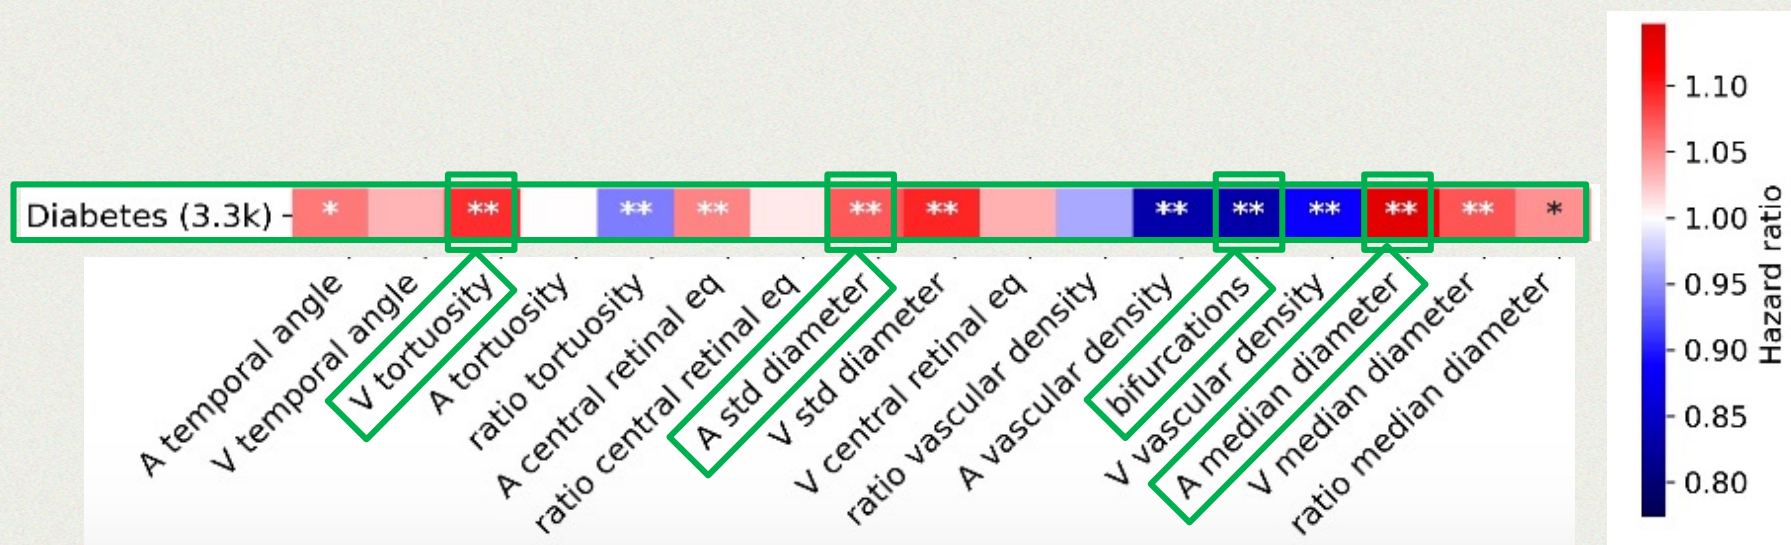 Diabetes (3.3k)
*
**
**
**
**
**
**
**
**
**
**
*
A temporal angle
V temporal angle
V tortuosity
A tortuosity
ratio tortuosity
A central retinal eq
ratio central retinal eq
A std diameter
V std diameter
V central retinal eq
ratio vascular density
A vascular density
bifurcations
V vascular density
A median diameter
V median diameter
ratio median diameter
1.10
1.05
1.00
0.95
0.90
0.85
0.80
Hazard ratio